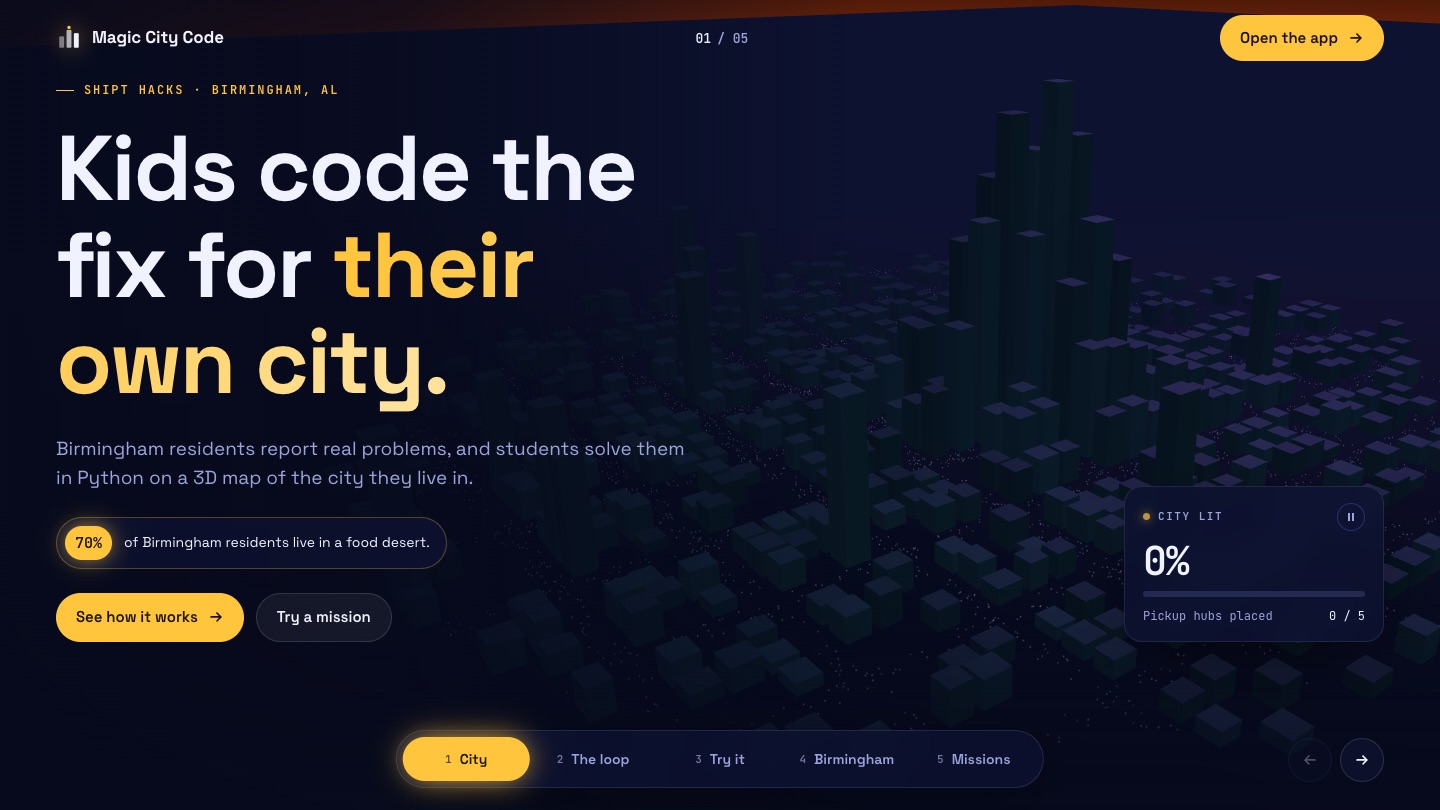 Magic City Code
01 / 05
Open the app →
SHIPT HACKS · BIRMINGHAM, AL
Kids code the
fix for their
own city.
Birmingham residents report real problems, and students solve them
in Python on a 3D map of the city they live in.
70% of Birmingham residents live in a food desert.
See how it works →
Try a mission
CITY LIT
0%
Pickup hubs placed 0 / 5
1 City
2 The loop
3 Try it
4 Birmingham
5 Missions
← →